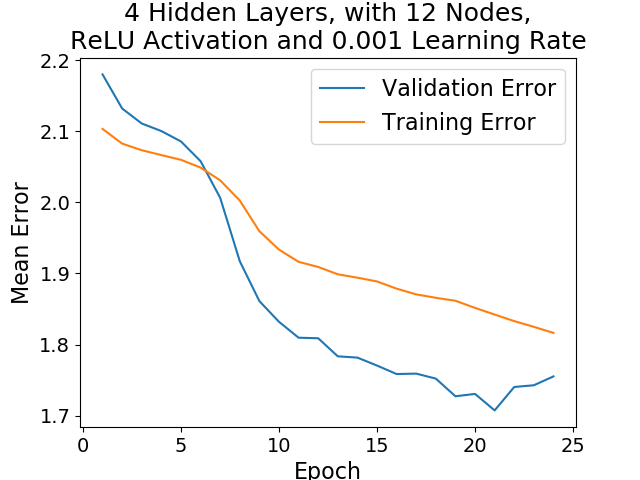 4 Hidden Layers, with 12 Nodes,
ReLU Activation and 0.001 Learning Rate
Validation Error
Training Error
Mean Error
2.2
2.1
2.0
1.9
1.8
1.7
0 5 10 15 20 25
Epoch